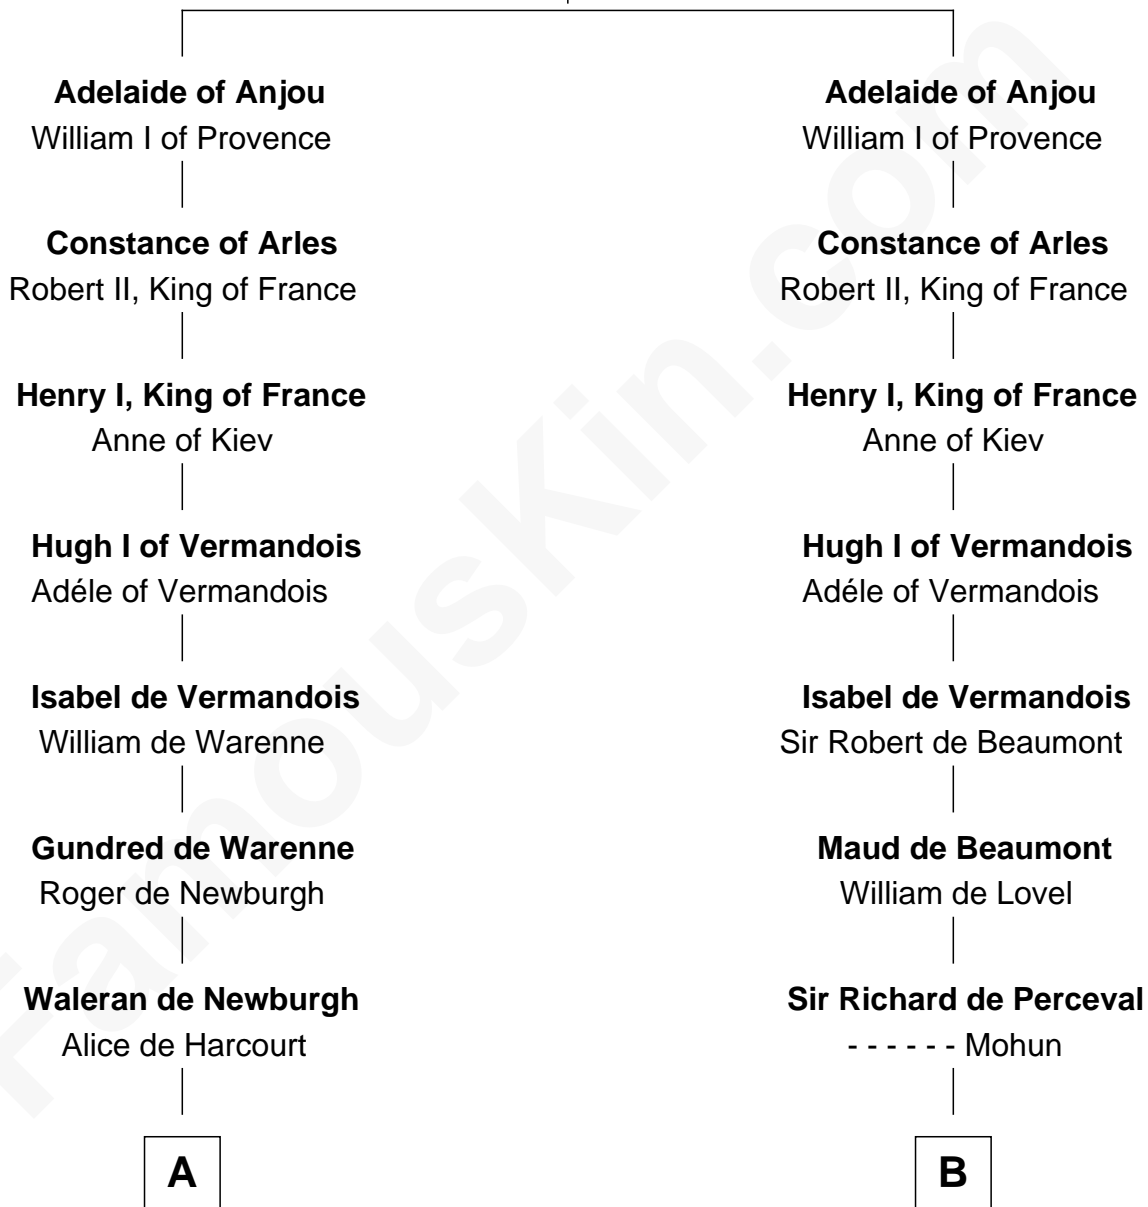 Adelaide of Anjou
William I of Provence
Constance of Arles
Robert II, King of France
Henry I, King of France
Anne of Kiev
Hugh I of Vermandois
Adéle of Vermandois
Isabel de Vermandois
William de Warenne
Gundred de Warenne
Roger de Newburgh
Waleran de Newburgh
Alice de Harcourt
A
Adelaide of Anjou
William I of Provence
Constance of Arles
Robert II, King of France
Henry I, King of France
Anne of Kiev
Hugh I of Vermandois
Adéle of Vermandois
Isabel de Vermandois
Sir Robert de Beaumont
Maud de Beaumont
William de Lovel
Sir Richard de Perceval
- - - - - - Mohun
B
FamousKin.com